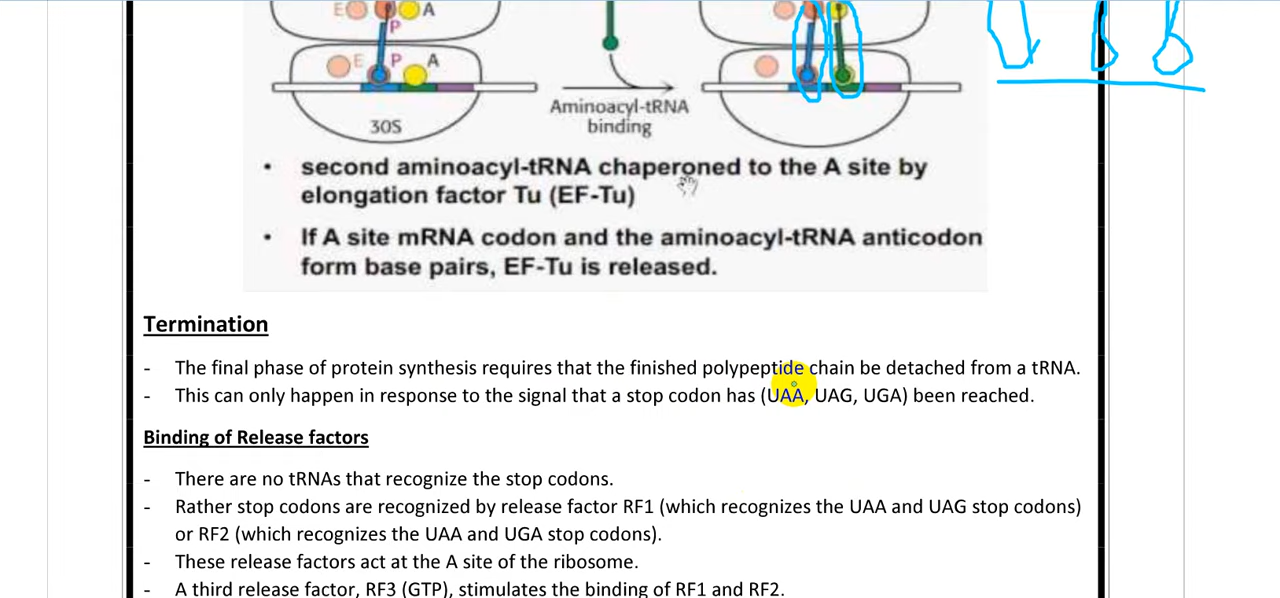 E P A
E P A
30S
Aminoacyl-tRNA
binding
• second aminoacyl-tRNA chaperoned to the A site by
elongation factor Tu (EF-Tu)
• If A site mRNA codon and the aminoacyl-tRNA anticodon
form base pairs, EF-Tu is released.
Termination
- The final phase of protein synthesis requires that the finished polypeptide chain be detached from a tRNA.
- This can only happen in response to the signal that a stop codon has (UAA, UAG, UGA) been reached.
Binding of Release factors
- There are no tRNAs that recognize the stop codons.
- Rather stop codons are recognized by release factor RF1 (which recognizes the UAA and UAG stop codons)
or RF2 (which recognizes the UAA and UGA stop codons).
- These release factors act at the A site of the ribosome.
- A third release factor, RF3 (GTP), stimulates the binding of RF1 and RF2.